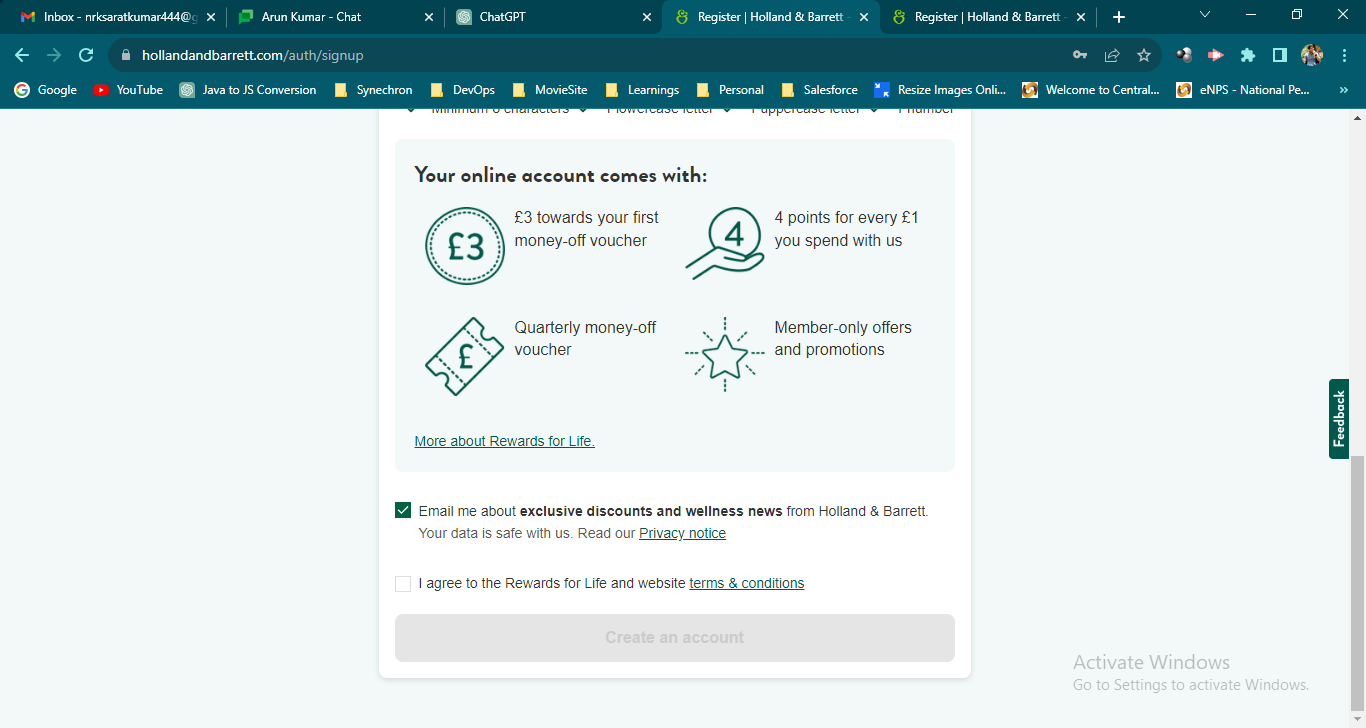 Inbox - nrksaratkumar444@g
Arun Kumar - Chat
ChatGPT
Register | Holland & Barrett -
Register | Holland & Barrett -
hollandandbarrett.com/auth/signup
Google
YouTube
Java to JS Conversion
Synechron
DevOps
MovieSite
Learnings
Personal
Salesforce
Resize Images Onli...
Welcome to Central...
eNPS - National Pe...
»
Minimum 8 characters
1 lowercase letter
1 uppercase letter
1 number
Your online account comes with:
£3
£3 towards your first
money-off voucher
4
4 points for every £1
you spend with us
£
Quarterly money-off
voucher
Member-only offers
and promotions
More about Rewards for Life.
Feedback
Email me about exclusive discounts and wellness news from Holland & Barrett.
Your data is safe with us. Read our Privacy notice
I agree to the Rewards for Life and website terms & conditions
Create an account
Activate Windows
Go to Settings to activate Windows.